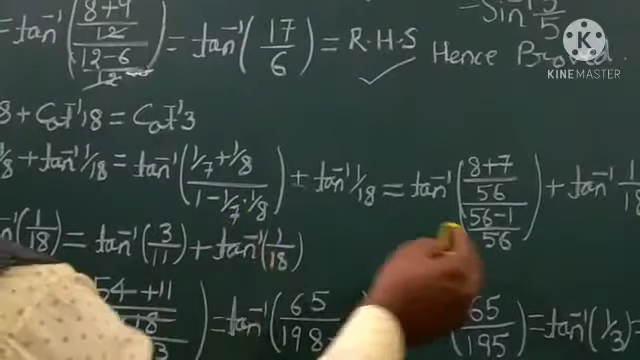 = tan⁻¹((8+9)/12 / (12-6)/12) = tan⁻¹(17/6) = R.H.S Hence Proved.
-Sin⁻¹ 3/5
KINEMASTER
8 + Cot⁻¹18 = Cot⁻¹3
1/8 + tan⁻¹ 1/18 = tan⁻¹((1/7 + 1/8) / (1 - 1/7 · 1/8)) + tan⁻¹ 1/18 = tan⁻¹((8+7)/56 / (56-1)/56) + tan⁻¹ 1/18
tan⁻¹(1/18) = tan⁻¹(3/11) + tan⁻¹(1/18)
54 + 11 = tan⁻¹(65/198- 65/195) = tan⁻¹(1/3) =